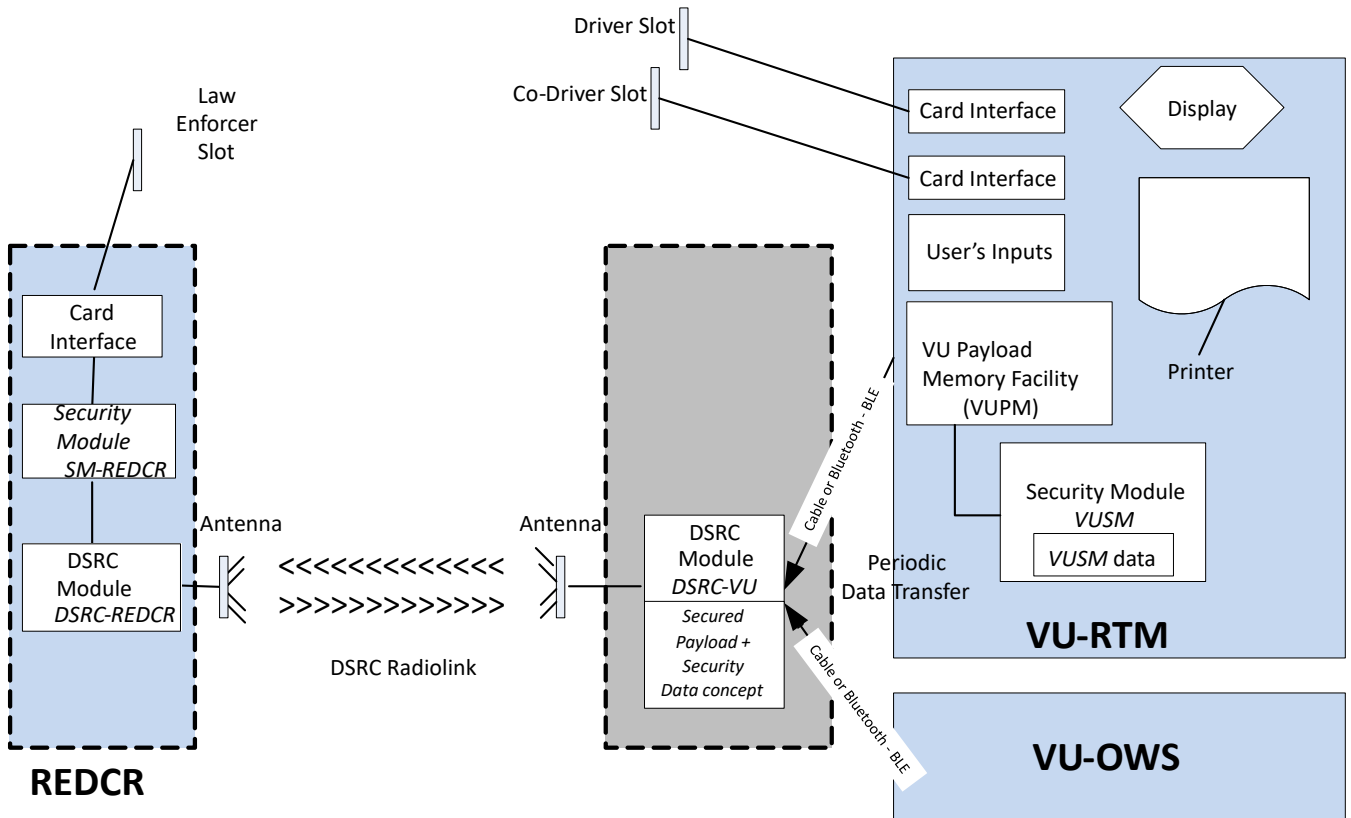 Driver Slot
Co-Driver Slot
Law
Enforcer
Slot
Card
Interface
Security
Module
SM-REDCR
DSRC
Module
DSRC-REDCR
REDCR
Antenna
<<<<<<<<<<<<<
>>>>>>>>>>>>>
DSRC Radiolink
Antenna
DSRC
Module
DSRC-VU
Secured
Payload +
Security
Data concept
Cable or Bluetooth - BLE
Periodic
Data Transfer
Cable or Bluetooth - BLE
Card Interface
Card Interface
User’s Inputs
Display
Printer
VU Payload
Memory Facility
(VUPM)
Security Module
VUSM
VUSM data
VU-RTM
VU-OWS